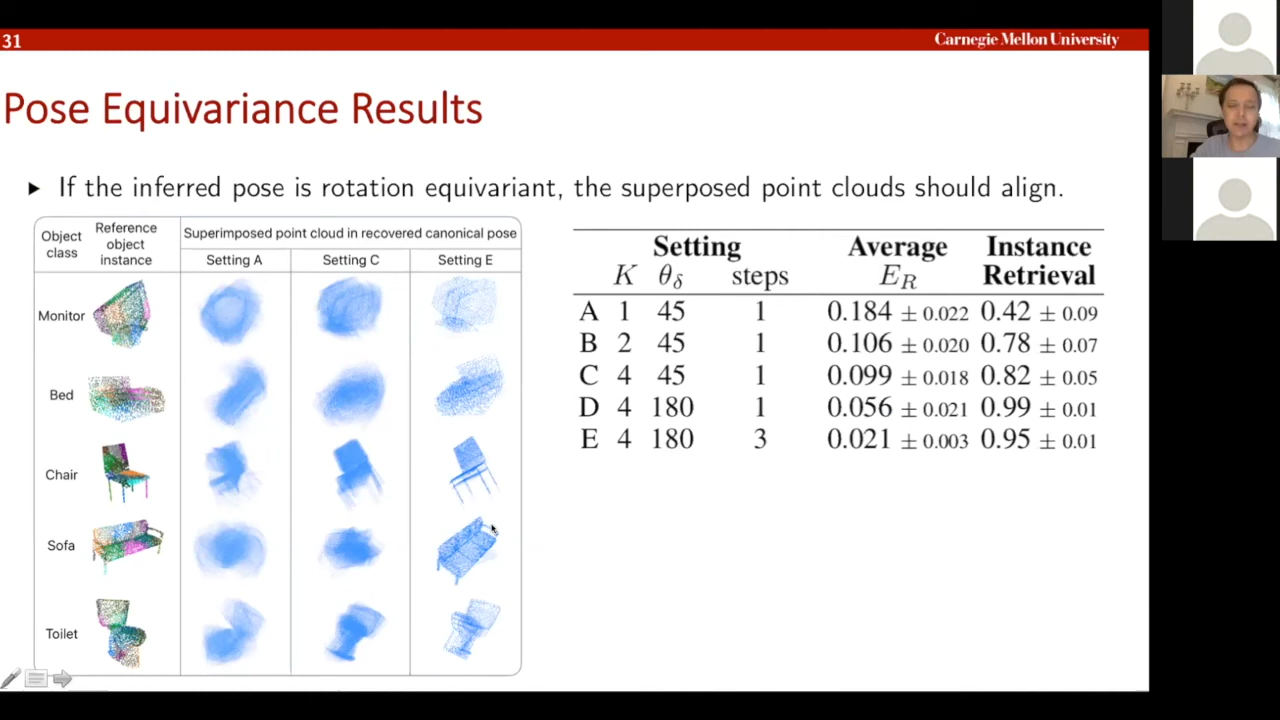 31
Carnegie Mellon University
Pose Equivariance Results
► If the inferred pose is rotation equivariant, the superposed point clouds should align.
Object class
Reference object instance
Superimposed point cloud in recovered canonical pose
Setting A Setting C Setting E
Monitor
Bed
Chair
Sofa
Toilet
Setting Average Instance
K θδ steps E_R Retrieval
A 1 45 1 0.184 ± 0.022 0.42 ± 0.09
B 2 45 1 0.106 ± 0.020 0.78 ± 0.07
C 4 45 1 0.099 ± 0.018 0.82 ± 0.05
D 4 180 1 0.056 ± 0.021 0.99 ± 0.01
E 4 180 3 0.021 ± 0.003 0.95 ± 0.01